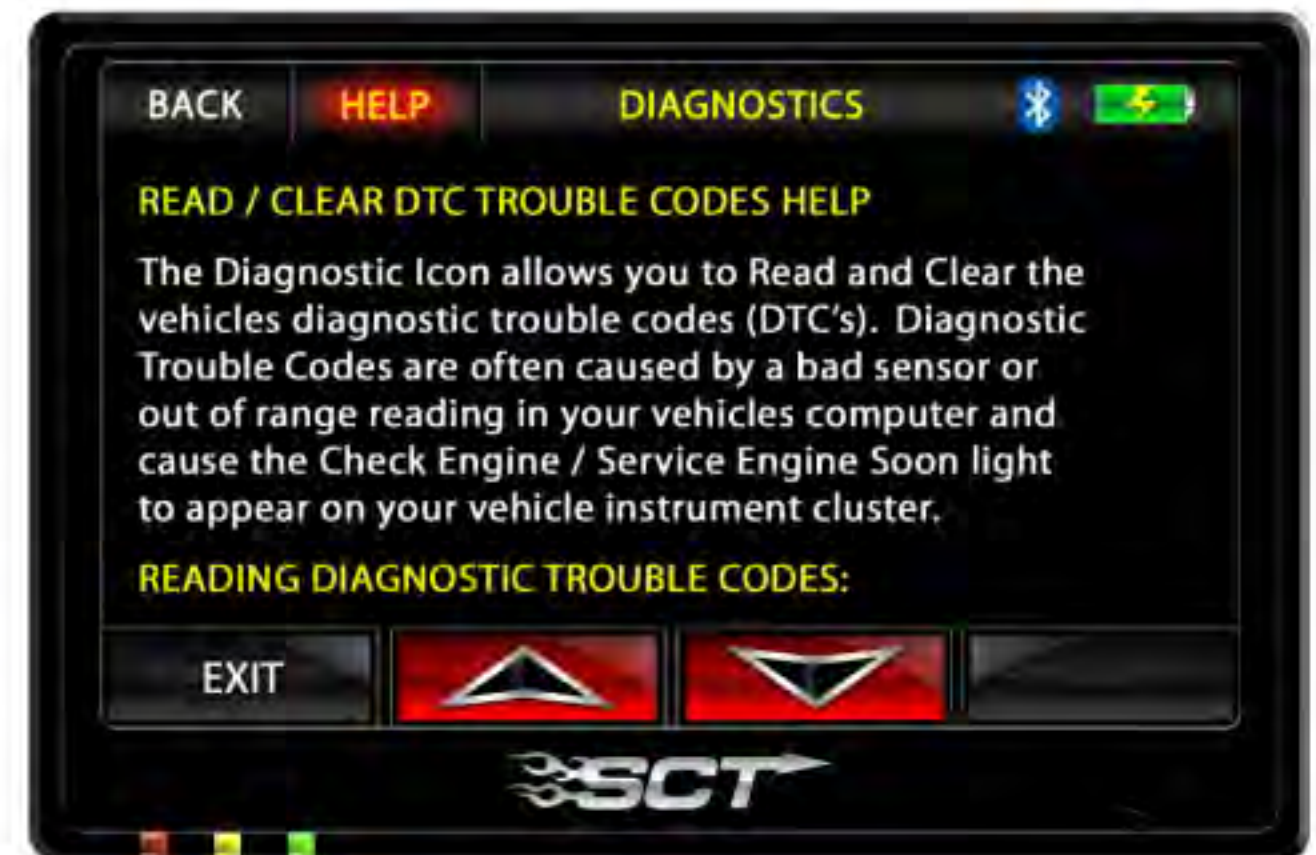 BACK HELP DIAGNOSTICS
READ / CLEAR DTC TROUBLE CODES HELP
The Diagnostic Icon allows you to Read and Clear the
vehicles diagnostic trouble codes (DTC's). Diagnostic
Trouble Codes are often caused by a bad sensor or
out of range reading in your vehicles computer and
cause the Check Engine / Service Engine Soon light
to appear on your vehicle instrument cluster.
READING DIAGNOSTIC TROUBLE CODES:
EXIT
SCT